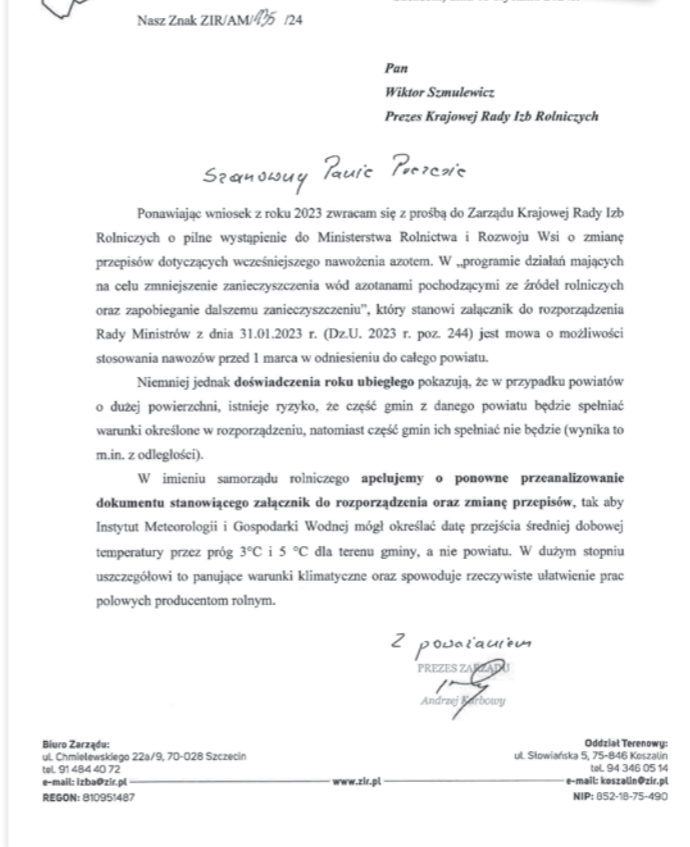 Nasz Znak ZIR/AM/135 /24
Pan
Wiktor Szmulewicz
Prezes Krajowej Rady Izb Rolniczych
Szanowny Panie Prezesie
Ponawiając wniosek z roku 2023 zwracam się z prośbą do Zarządu Krajowej Rady Izb
Rolniczych o pilne wystąpienie do Ministerstwa Rolnictwa i Rozwoju Wsi o zmianę
przepisów dotyczących wcześniejszego nawożenia azotem. W „programie działań mających
na celu zmniejszenie zanieczyszczenia wód azotanami pochodzącymi ze źródeł rolniczych
oraz zapobieganie dalszemu zanieczyszczeniu", który stanowi załącznik do rozporządzenia
Rady Ministrów z dnia 31.01.2023 r. (Dz.U. 2023 r. poz. 244) jest mowa o możliwości
stosowania nawozów przed 1 marca w odniesieniu do całego powiatu.
Niemniej jednak doświadczenia roku ubiegłego pokazują, że w przypadku powiatów
o dużej powierzchni, istnieje ryzyko, że część gmin z danego powiatu będzie spełniać
warunki określone w rozporządzeniu, natomiast część gmin ich spełniać nie będzie (wynika to
m.in. z odległości).
W imieniu samorządu rolniczego apelujemy o ponowne przeanalizowanie
dokumentu stanowiącego załącznik do rozporządzenia oraz zmianę przepisów, tak aby
Instytut Meteorologii i Gospodarki Wodnej mógł określać datę przejścia średniej dobowej
temperatury przez próg 3°C i 5 °C dla terenu gminy, a nie powiatu. W dużym stopniu
uszczegółowi to panujące warunki klimatyczne oraz spowoduje rzeczywiste ułatwienie prac
polowych producentom rolnym.
Z poważaniem
PREZES ZARZĄDU
Andrzej Karbowy
Biuro Zarządu:
ul. Chmielewskiego 22a/9, 70-028 Szczecin
tel. 91 484 40 72
e-mail: izba@zir.pl
REGON: 810951487
www.zir.pl
Oddział Terenowy:
ul. Słowiańska 5, 75-846 Koszalin
tel. 94 346 05 14
e-mail: koszalin@zir.pl
NIP: 852-18-75-490